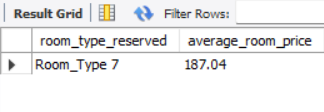 Result Grid Filter Rows:
room_type_reserved average_room_price
Room_Type 7 187.04